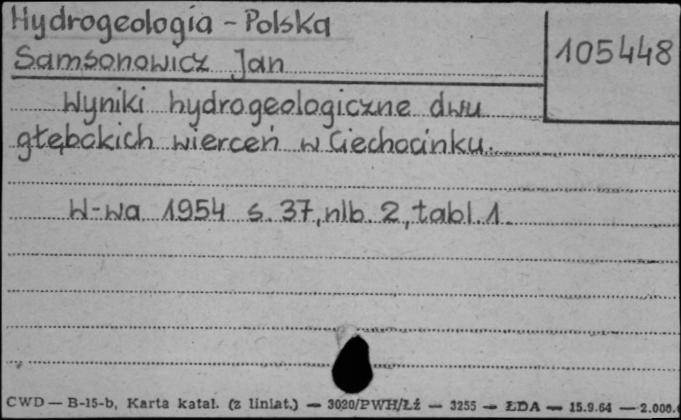 Hydrogeologia - Polska
105448
Samsonowicz Jan
Wyniki hydrogeologiczne dwu
głębokich wierceń w Ciechocinku.
W-wa 1954 s. 37, nlb. 2, tabl. 1.
CWD — B-15-b, Karta katal. (z liniat.) — 3020/PWH/Łź — 3255 — ŁDA — 15.9.64 — 2.000.